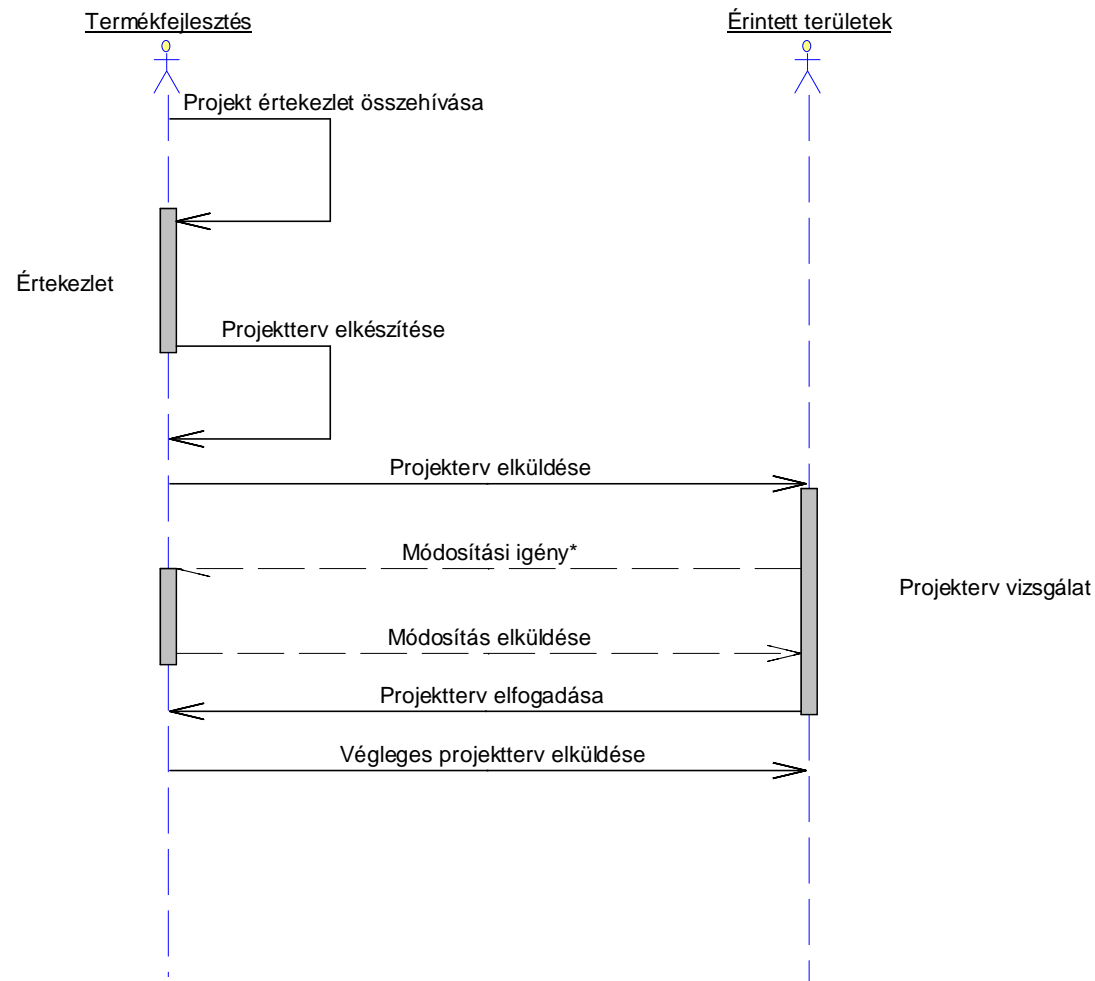 Termékfejlesztés
Érintett területek
Projekt értekezlet összehívása
Értekezlet
Projektterv elkészítése
Projekterv elküldése
Módosítási igény*
Projekterv vizsgálat
Módosítás elküldése
Projektterv elfogadása
Végleges projektterv elküldése